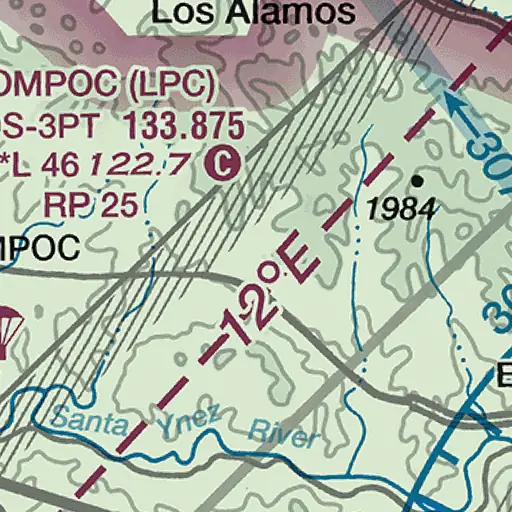 Los Alamos
OMPOC (LPC)
OS-3PT 133.875
*L 46 122.7 C
RP 25
MPOC
1984
307
12°E
Santa Ynez River